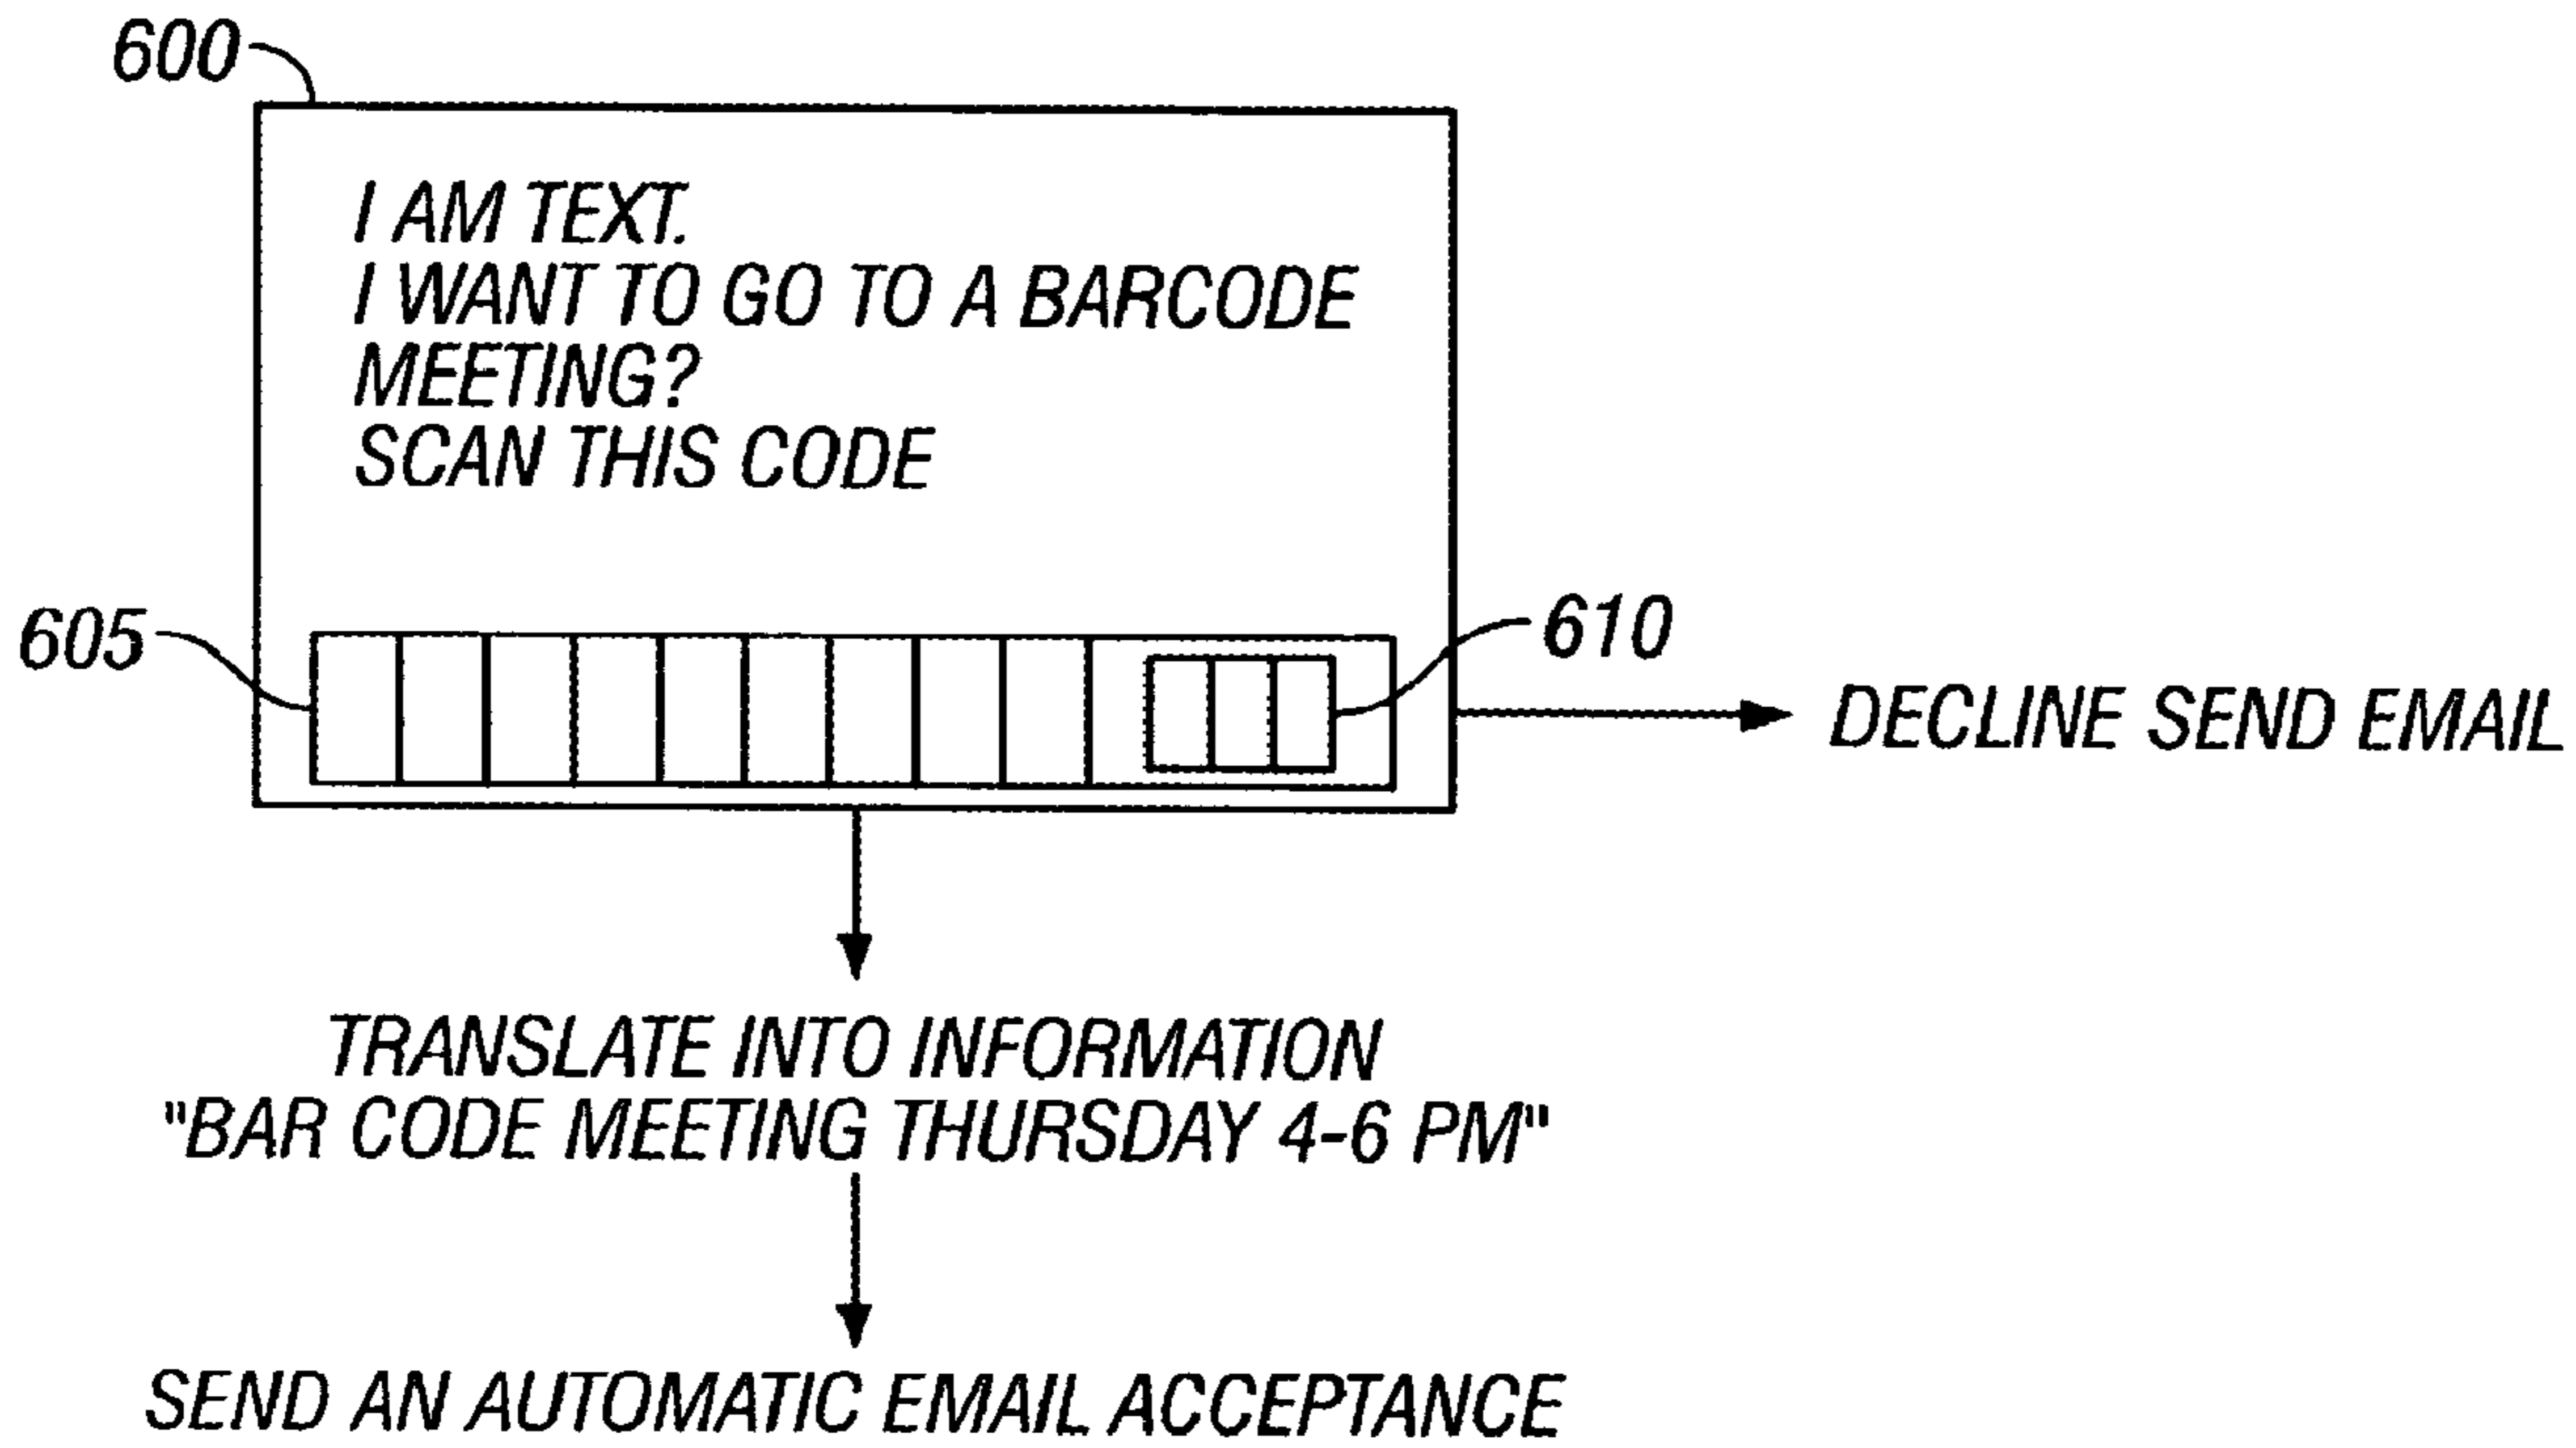 600
I AM TEXT.
I WANT TO GO TO A BARCODE
MEETING?
SCAN THIS CODE
605
610
DECLINE SEND EMAIL
TRANSLATE INTO INFORMATION
"BAR CODE MEETING THURSDAY 4-6 PM"
SEND AN AUTOMATIC EMAIL ACCEPTANCE